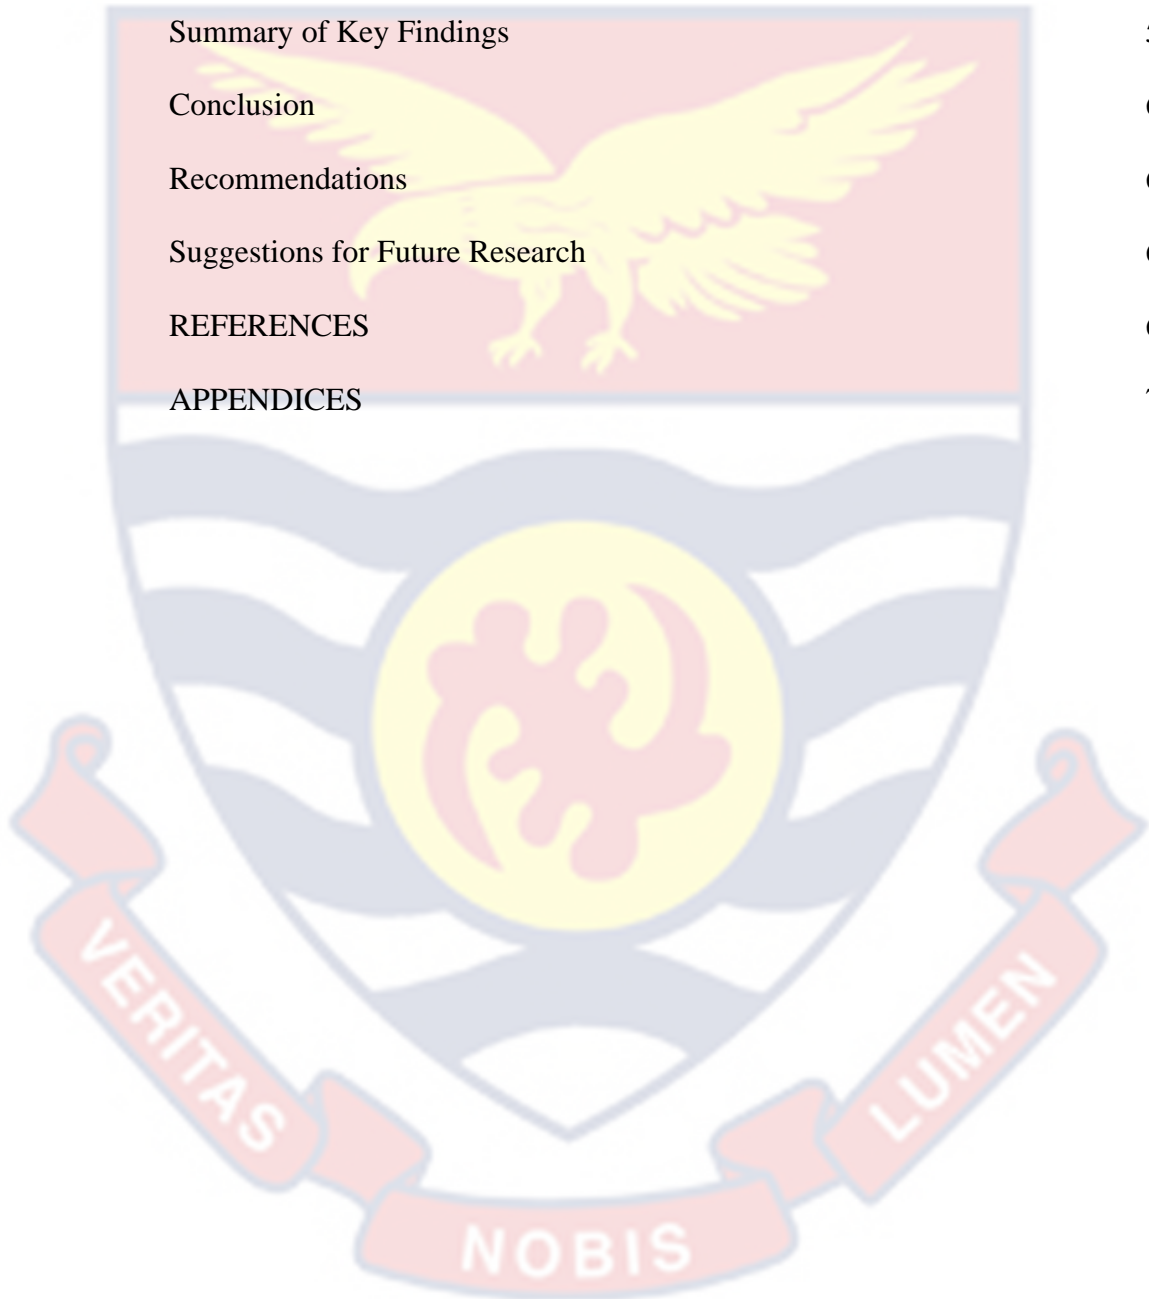 Summary of Key Findings
Conclusion
Recommendations
Suggestions for Future Research
REFERENCES
APPENDICES
VERITAS
NOBIS
LUMEN